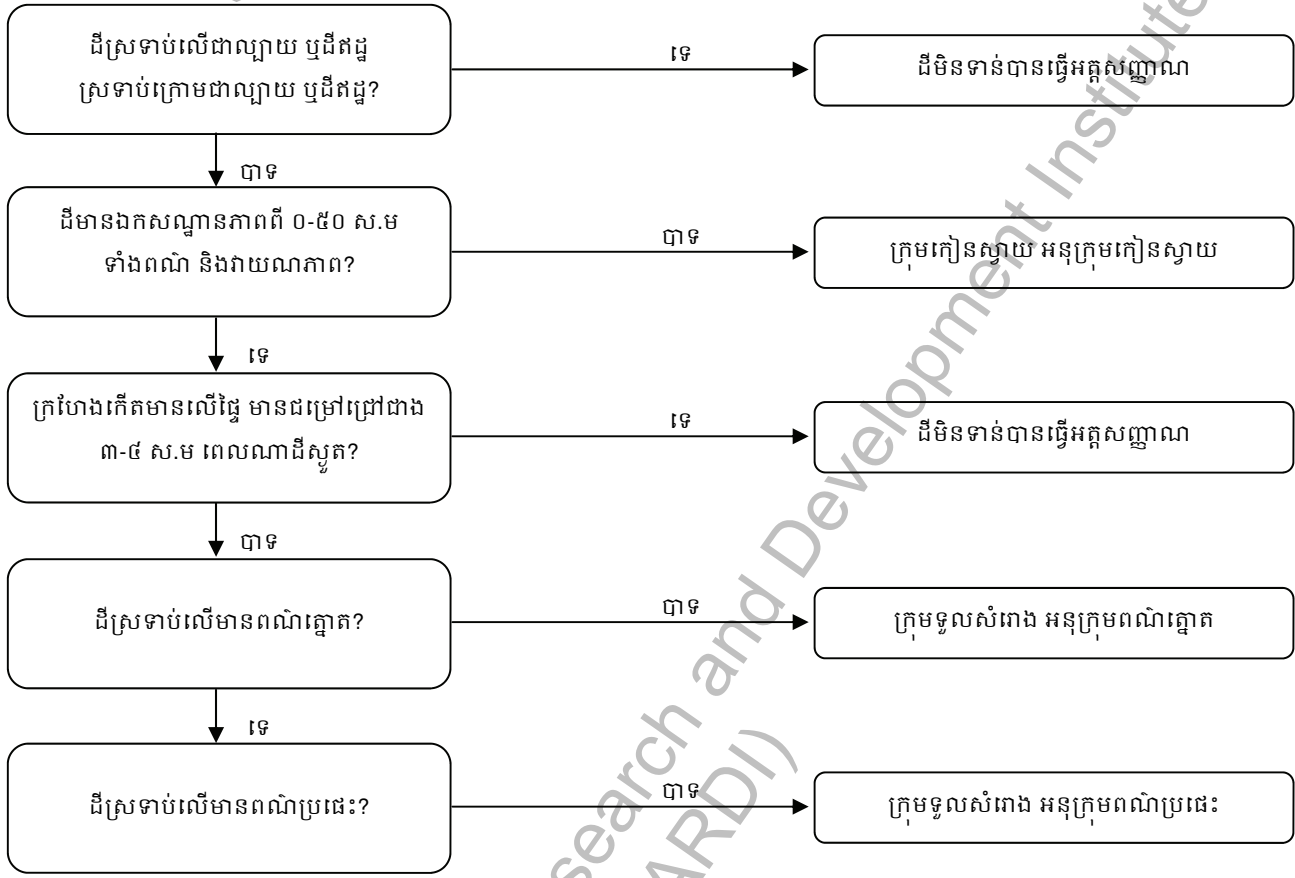 ដីស្រទាប់លើជាល្បាយ ឬដីឥដ្ឋ
ស្រទាប់ក្រោមជាល្បាយ ឬដីឥដ្ឋ?
ទេ
ដីមិនទាន់បានធ្វើអត្តសញ្ញាណ
បាទ
ដីមានឯកសណ្ឋានភាពពី ០-៥០ ស.ម
ទាំងពណ៌ និងវាយណភាព?
បាទ
ក្រុមកៀនស្វាយ អនុក្រុមកៀនស្វាយ
ទេ
ក្រហែងកើតមានលើផ្ទៃ មានជម្រៅជ្រៅជាង
៣-៤ ស.ម ពេលណាដីស្ងួត?
ទេ
ដីមិនទាន់បានធ្វើអត្តសញ្ញាណ
បាទ
ដីស្រទាប់លើមានពណ៌ត្នោត?
បាទ
ក្រុមទួលសំរោង អនុក្រុមពណ៌ត្នោត
ទេ
ដីស្រទាប់លើមានពណ៌ប្រផេះ?
បាទ
ក្រុមទួលសំរោង អនុក្រុមពណ៌ប្រផេះ
search and Development Institute
ARDI)